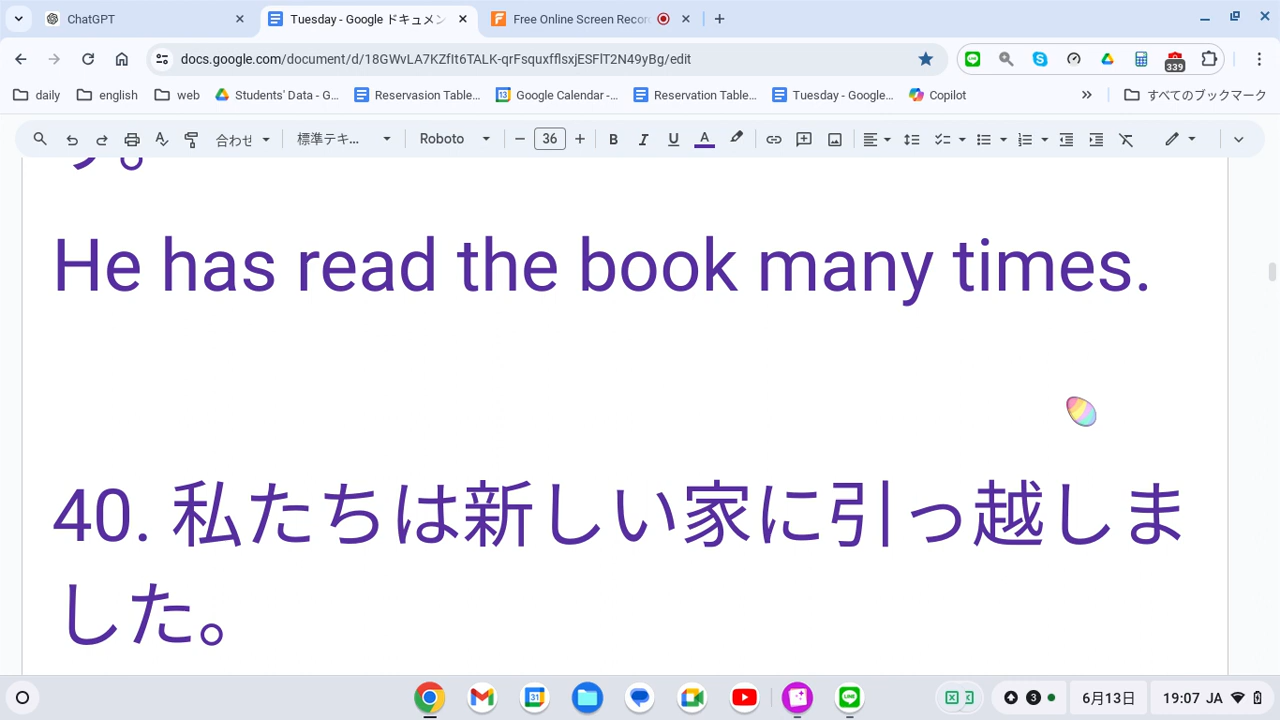 ChatGPT
Tuesday - Google ドキュメン
Free Online Screen Recor
docs.google.com/document/d/18GWv1A7KZfIt6TALK-qrFsquxfflsxjESFlT2N49yBg/edit
339
daily
english
web
Students' Data - G...
Reservasion Table...
Google Calendar -...
Reservation Table...
Tuesday - Google...
Copilot
すべてのブックマーク
合わせ
標準テキ...
Roboto
36
He has read the book many times.
40. 私たちは新しい家に引っ越しま
した。
31
3
6月13日
19:07 JA